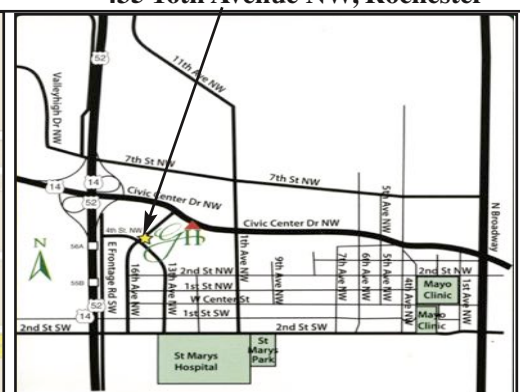 455 16th Avenue NW, Rochester
52
11th Ave NW
Valleyhigh Dr NW
7th St NW
7th St NW
14
14
52
Civic Center Dr NW
5th Ave NW
N Broadway
Civic Center Dr NW
4th St. NW
GH
N
56A
E Frontage Rd SW
16th Ave NW
13th Ave NW
1th Ave NW
9th Ave NW
7th Ave NW
6th Ave NW
5th Ave NW
4th Ave NW
1st Ave NW
2nd St NW
2nd St NW
1st St NW
W Center St
1st St SW
55B
52
14
Mayo
Clinic
Mayo
Clinic
2nd St SW
2nd St SW
St Marys
Hospital
St
Marys
Park